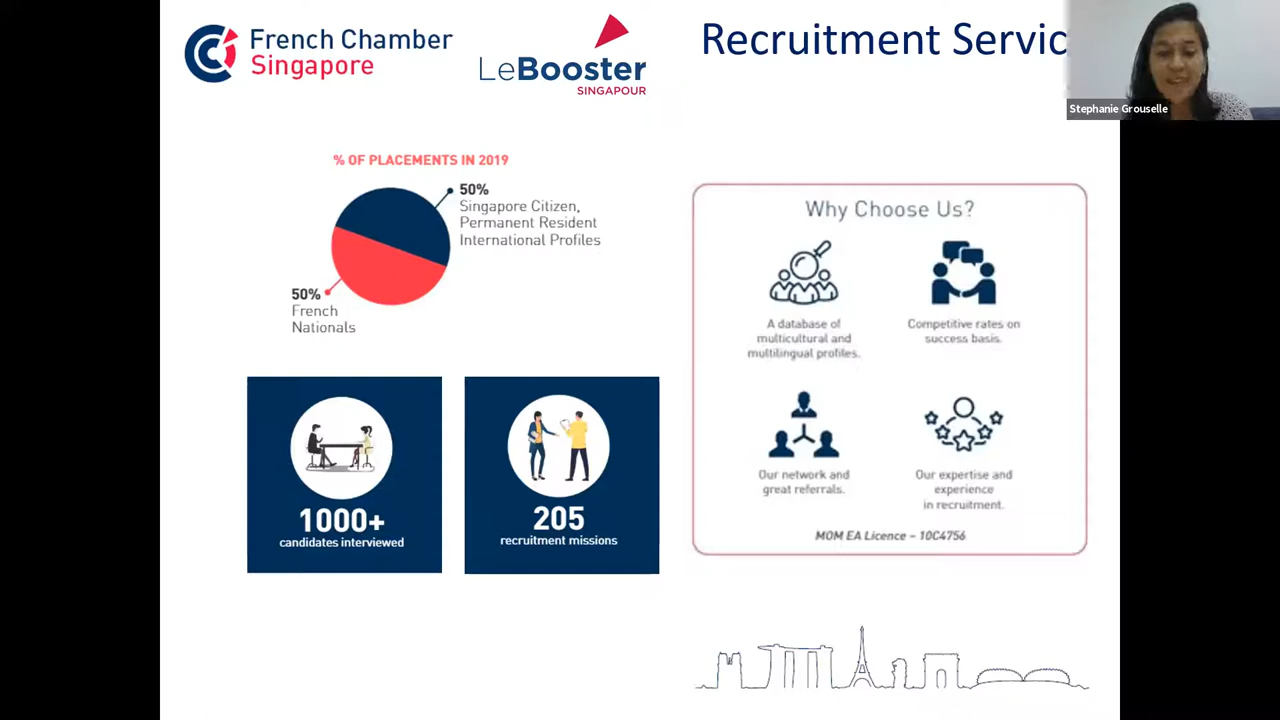 French Chamber
Singapore
LeBooster
SINGAPOUR
Recruitment Servic
Stephanie Grouselle
% OF PLACEMENTS IN 2019
50%
Singapore Citizen,
Permanent Resident
International Profiles
50%
French
Nationals
1000+
candidates interviewed
205
recruitment missions
Why Choose Us?
A database of
multicultural and
multilingual profiles.
Competitive rates on
success basis.
Our network and
great referrals.
Our expertise and
experience
in recruitment.
MOM EA Licence – 10C4756